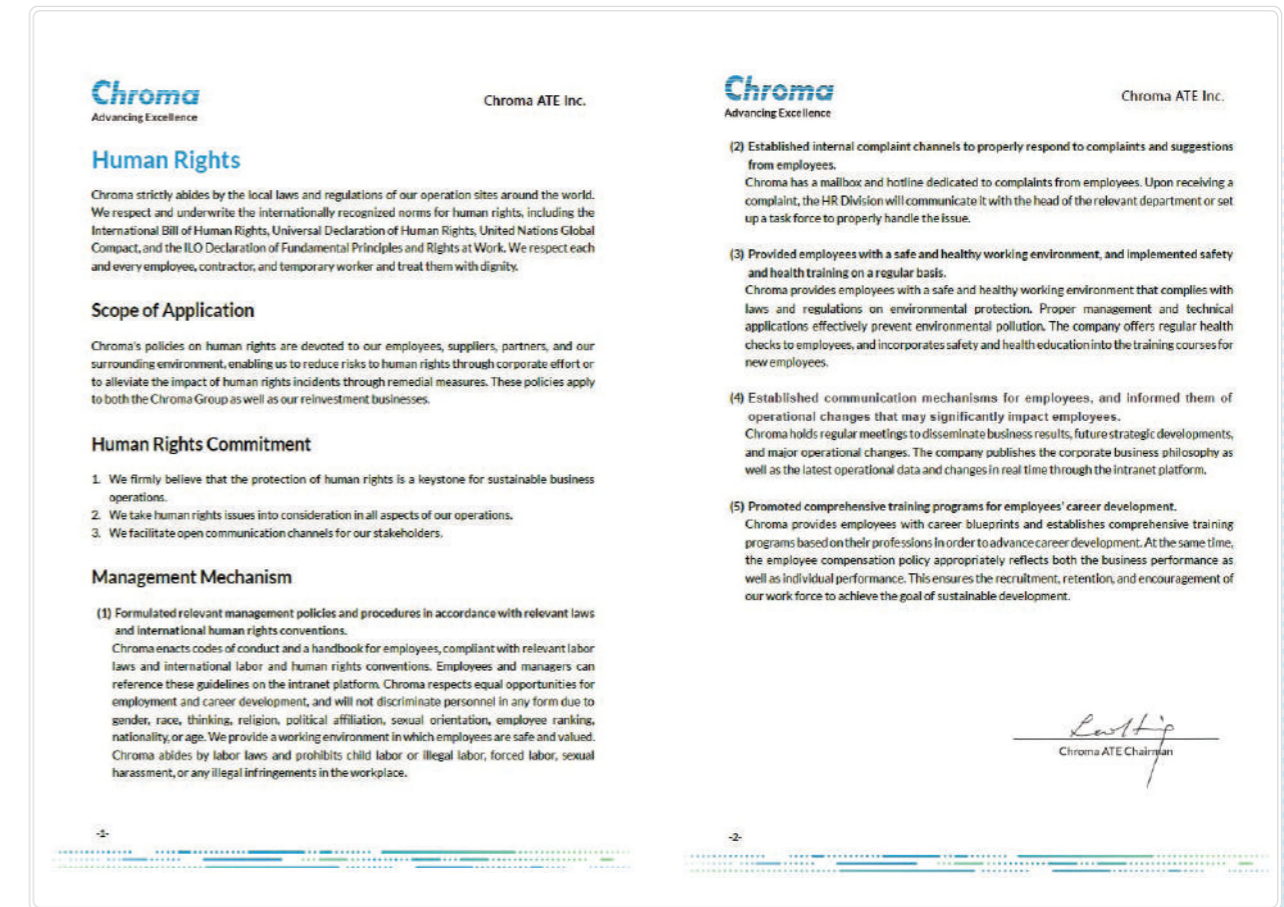 Chroma
Advancing Excellence
Chroma ATE Inc.
Human Rights
Chroma strictly abides by the local laws and regulations of our operation sites around the world.
We respect and underwrite the internationally recognized norms for human rights, including the
International Bill of Human Rights, Universal Declaration of Human Rights, United Nations Global
Compact, and the ILO Declaration of Fundamental Principles and Rights at Work. We respect each
and every employee, contractor, and temporary worker and treat them with dignity.
Scope of Application
Chroma's policies on human rights are devoted to our employees, suppliers, partners, and our
surrounding environment, enabling us to reduce risks to human rights through corporate effort or
to alleviate the impact of human rights incidents through remedial measures. These policies apply
to both the Chroma Group as well as our reinvestment businesses.
Human Rights Commitment
1. We firmly believe that the protection of human rights is a keystone for sustainable business
operations.
2. We take human rights issues into consideration in all aspects of our operations.
3. We facilitate open communication channels for our stakeholders.
Management Mechanism
(1) Formulated relevant management policies and procedures in accordance with relevant laws
and international human rights conventions.
Chroma enacts codes of conduct and a handbook for employees, compliant with relevant labor
laws and international labor and human rights conventions. Employees and managers can
reference these guidelines on the intranet platform. Chroma respects equal opportunities for
employment and career development, and will not discriminate personnel in any form due to
gender, race, thinking, religion, political affiliation, sexual orientation, employee ranking,
nationality, or age. We provide a working environment in which employees are safe and valued.
Chroma abides by labor laws and prohibits child labor or illegal labor, forced labor, sexual
harassment, or any illegal infringements in the workplace.
-1-
Chroma
Advancing Excellence
Chroma ATE Inc.
(2) Established internal complaint channels to properly respond to complaints and suggestions
from employees.
Chroma has a mailbox and hotline dedicated to complaints from employees. Upon receiving a
complaint, the HR Division will communicate it with the head of the relevant department or set
up a task force to properly handle the issue.
(3) Provided employees with a safe and healthy working environment, and implemented safety
and health training on a regular basis.
Chroma provides employees with a safe and healthy working environment that complies with
laws and regulations on environmental protection. Proper management and technical
applications effectively prevent environmental pollution. The company offers regular health
checks to employees, and incorporates safety and health education into the training courses for
new employees.
(4) Established communication mechanisms for employees, and informed them of
operational changes that may significantly impact employees.
Chroma holds regular meetings to disseminate business results, future strategic developments,
and major operational changes. The company publishes the corporate business philosophy as
well as the latest operational data and changes in real time through the intranet platform.
(5) Promoted comprehensive training programs for employees' career development.
Chroma provides employees with career blueprints and establishes comprehensive training
programs based on their professions in order to advance career development. At the same time,
the employee compensation policy appropriately reflects both the business performance as
well as individual performance. This ensures the recruitment, retention, and encouragement of
our work force to achieve the goal of sustainable development.
Chroma ATE Chairman
-2-